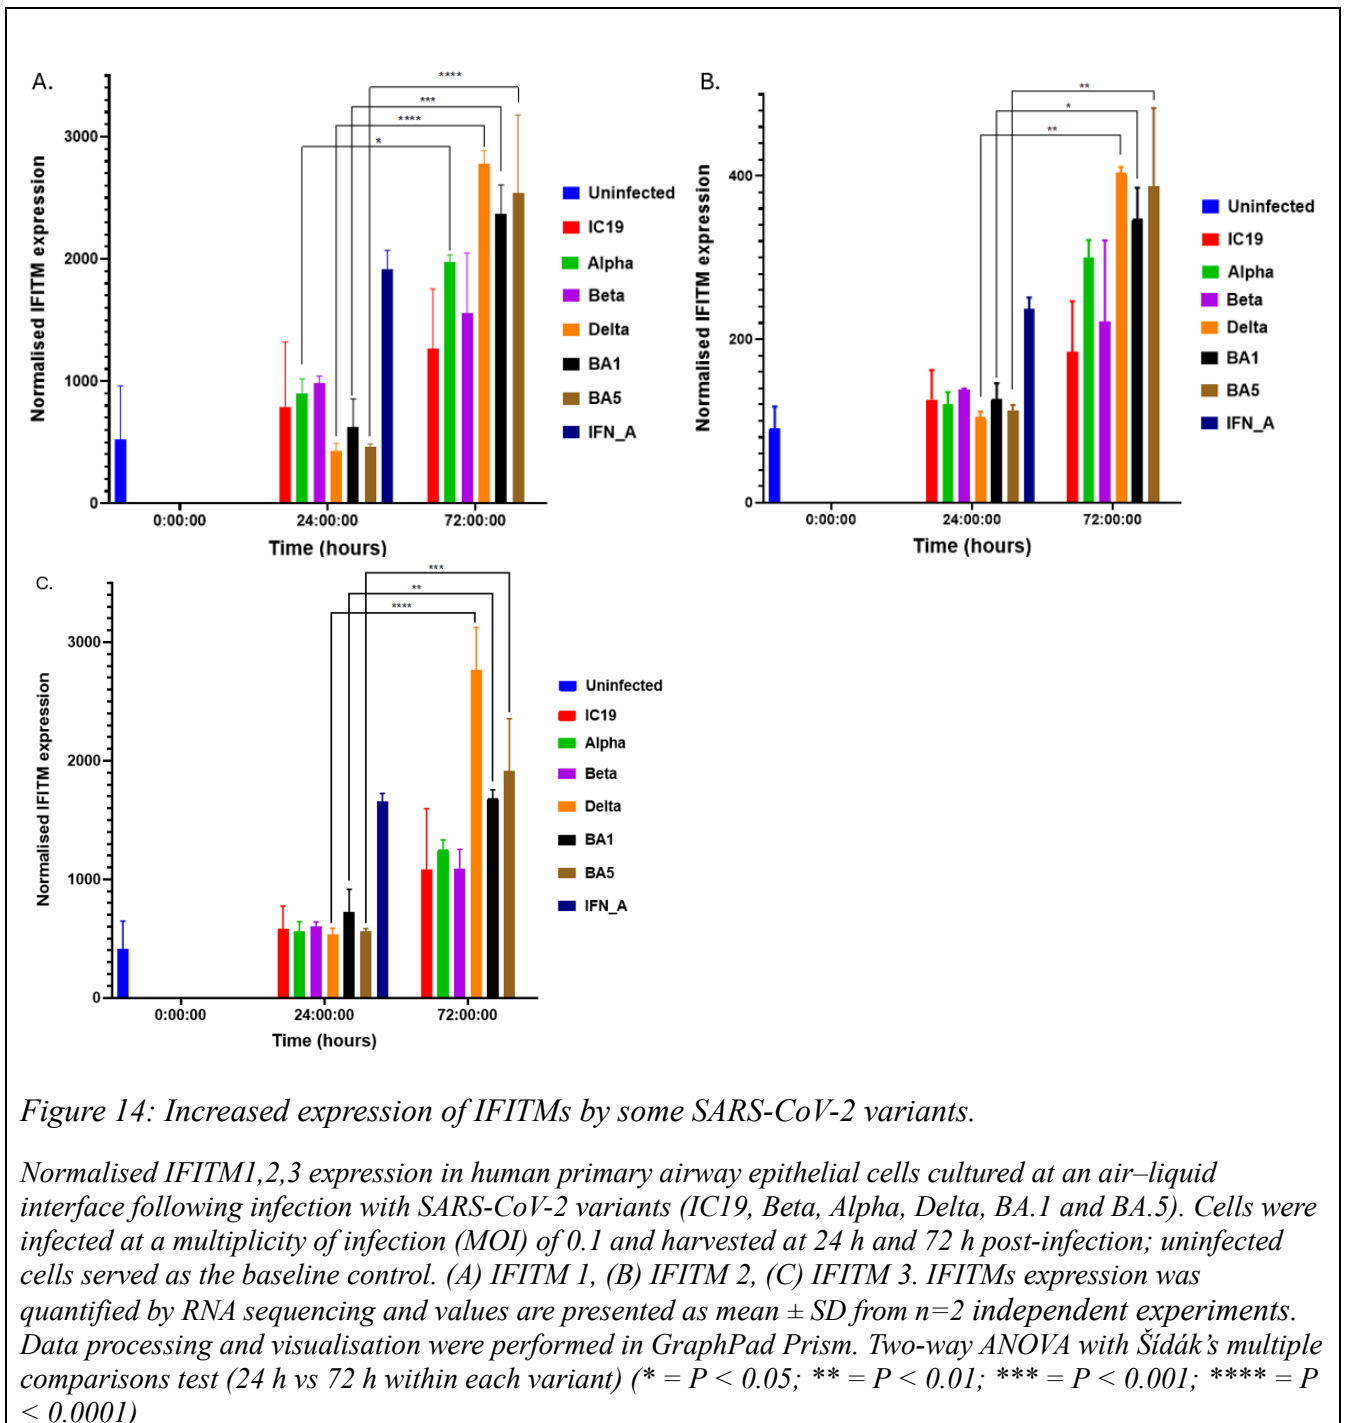 A.
****
***
****
*
3000
2000
1000
0
Normalised IFITM expression
0:00:00
24:00:00
72:00:00
Time (hours)
Uninfected
IC19
Alpha
Beta
Delta
BA1
BA5
IFN_A
B.
**
*
**
400
200
0
Normalised IFITM expression
0:00:00
24:00:00
72:00:00
Time (hours)
Uninfected
IC19
Alpha
Beta
Delta
BA1
BA5
IFN_A
C.
***
**
****
3000
2000
1000
0
Normalised IFITM expression
0:00:00
24:00:00
72:00:00
Time (hours)
Uninfected
IC19
Alpha
Beta
Delta
BA1
BA5
IFN_A
Figure 14: Increased expression of IFITMs by some SARS-CoV-2 variants.
Normalised IFITM1,2,3 expression in human primary airway epithelial cells cultured at an air–liquid
interface following infection with SARS-CoV-2 variants (IC19, Beta, Alpha, Delta, BA.1 and BA.5). Cells were
infected at a multiplicity of infection (MOI) of 0.1 and harvested at 24 h and 72 h post-infection; uninfected
cells served as the baseline control. (A) IFITM 1, (B) IFITM 2, (C) IFITM 3. IFITMs expression was
quantified by RNA sequencing and values are presented as mean ± SD from n=2 independent experiments.
Data processing and visualisation were performed in GraphPad Prism. Two-way ANOVA with Šídák’s multiple
comparisons test (24 h vs 72 h within each variant) (* = P < 0.05; ** = P < 0.01; *** = P < 0.001; **** = P
< 0.0001)